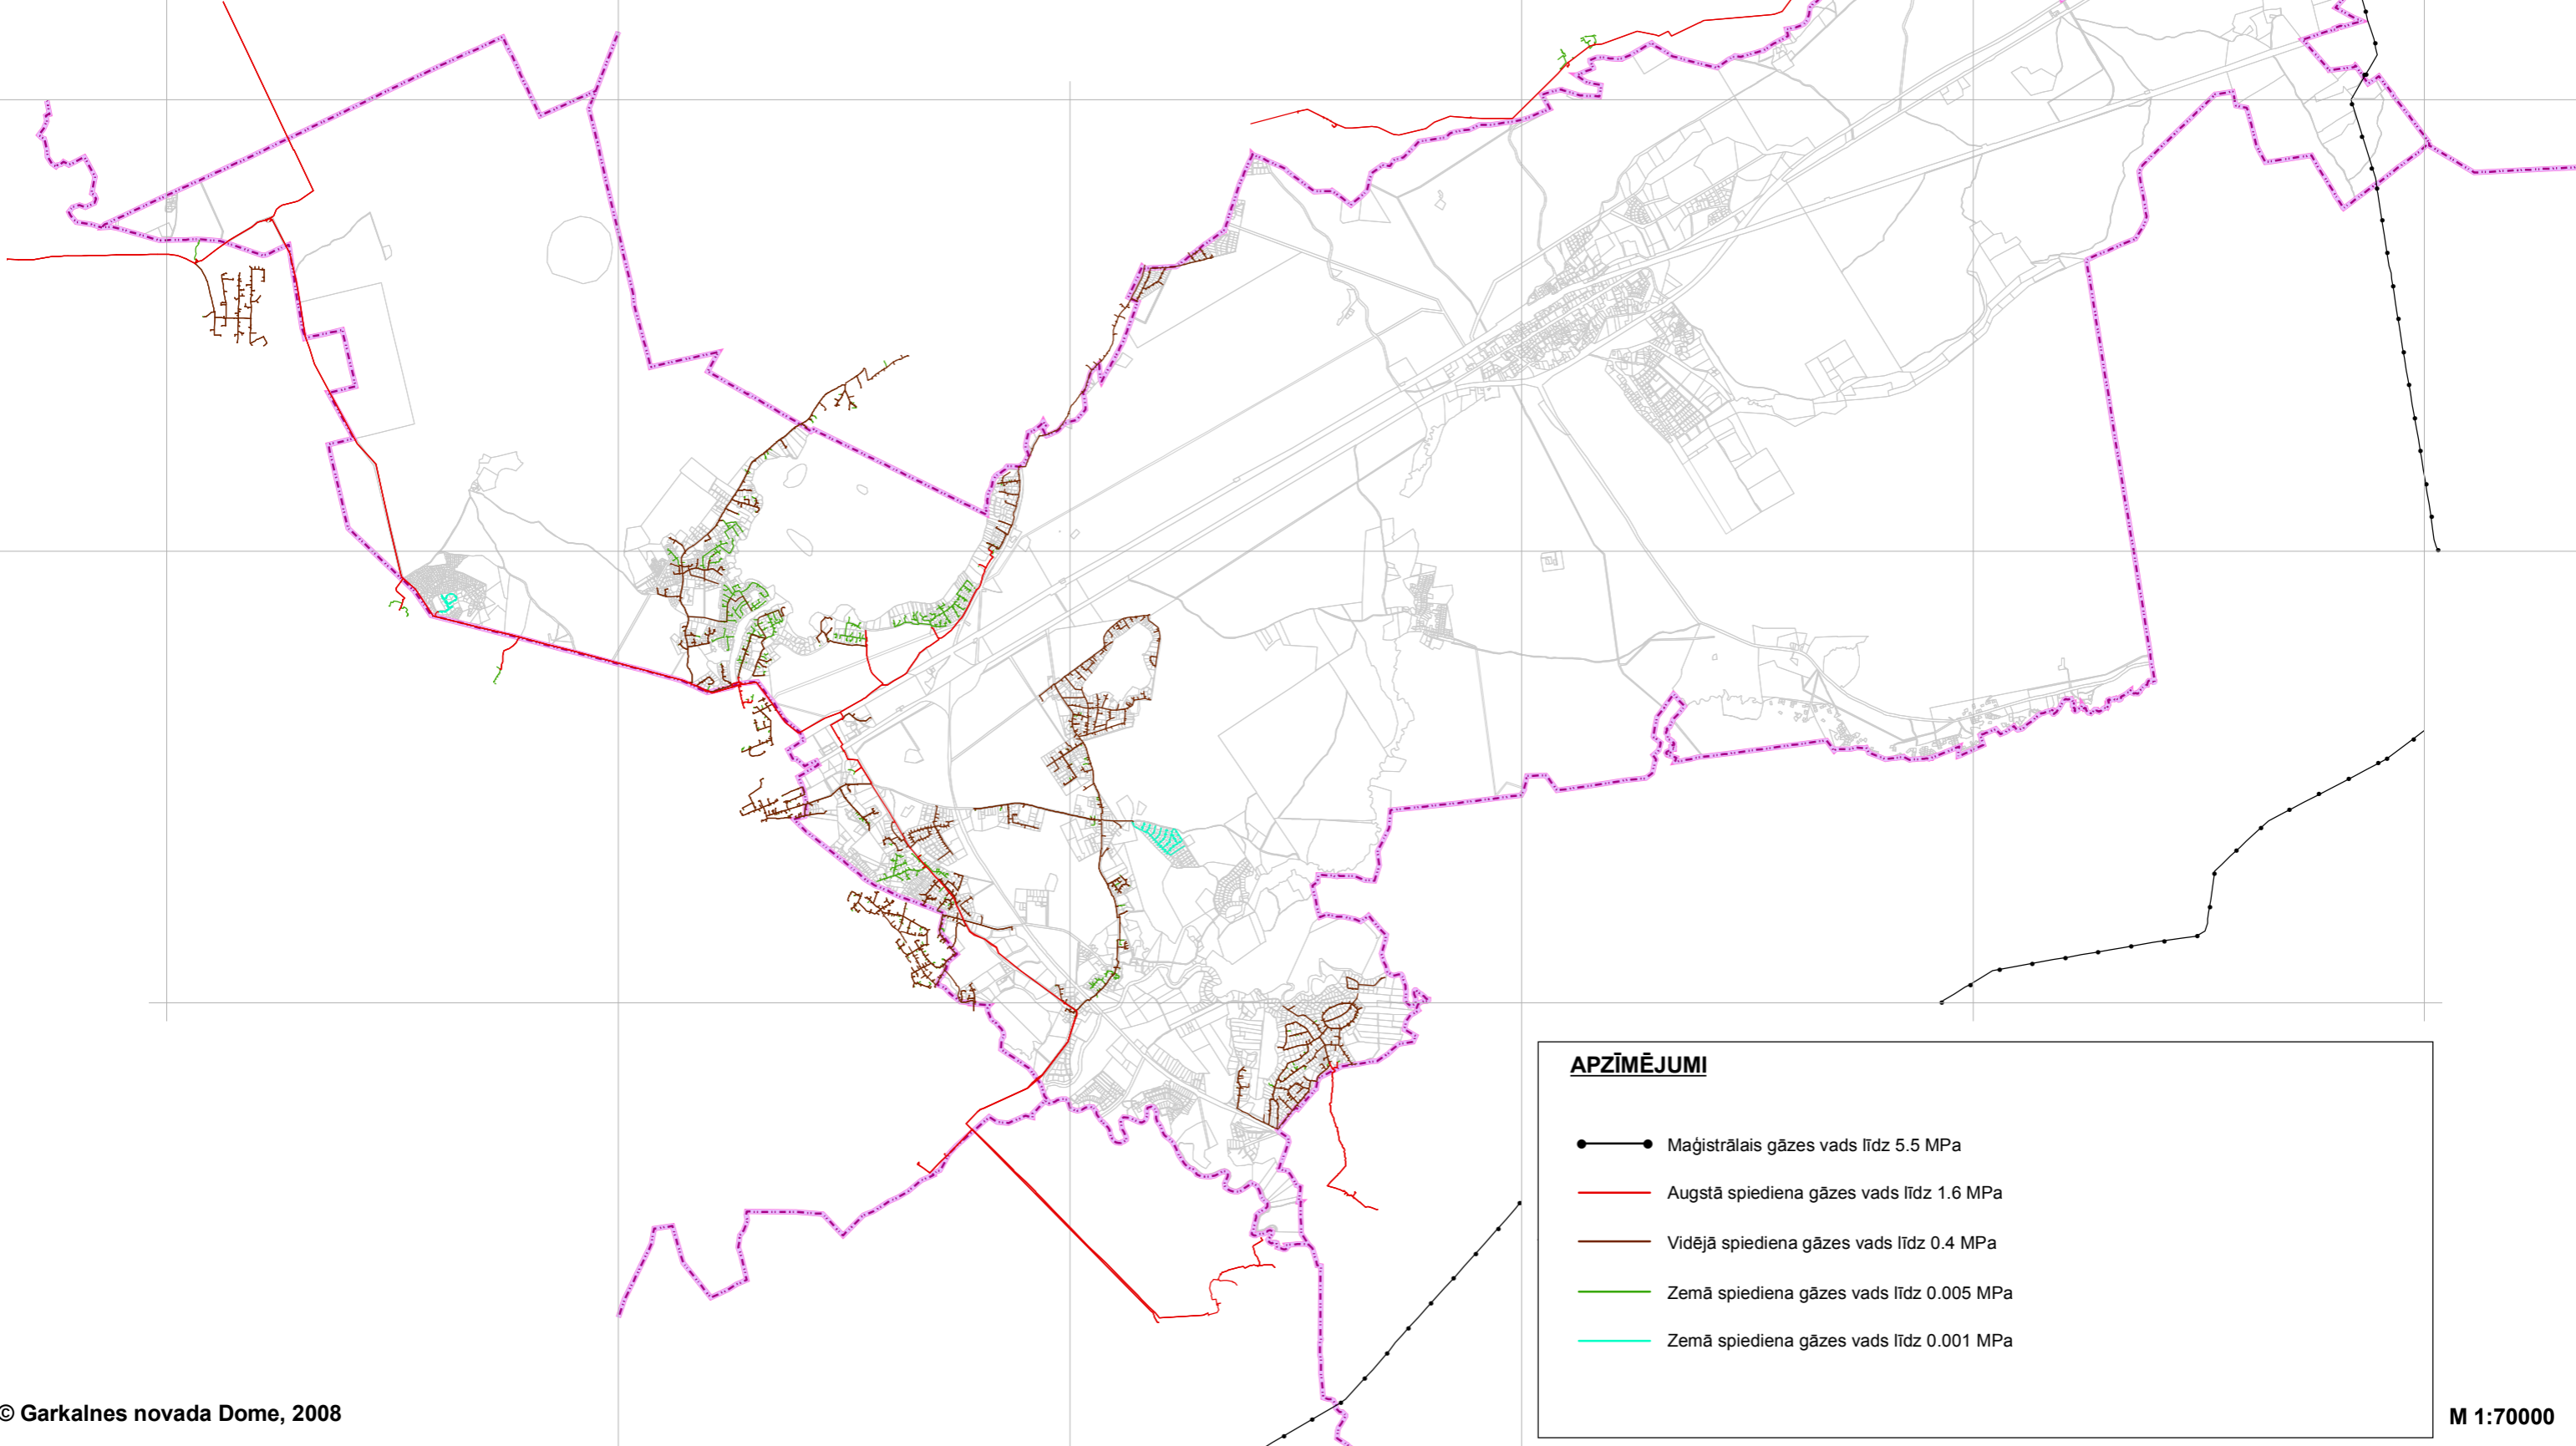 APZĪMĒJUMI
Maģistrālais gāzes vads līdz 5.5 MPa
Augstā spiediena gāzes vads līdz 1.6 MPa
Vidējā spiediena gāzes vads līdz 0.4 MPa
Zemā spiediena gāzes vads līdz 0.005 MPa
Zemā spiediena gāzes vads līdz 0.001 MPa
© Garkalnes novada Dome, 2008
M 1:70000